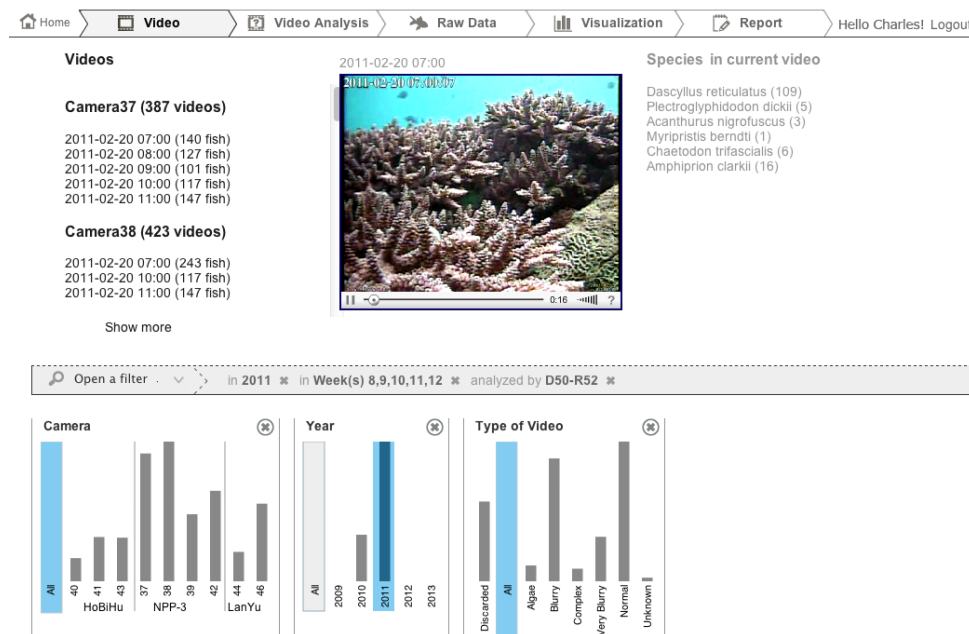 Home
Video
Video Analysis
Raw Data
Visualization
Report
Hello Charles! Logout
Videos
Camera37 (387 videos)
2011-02-20 07:00 (140 fish)
2011-02-20 08:00 (127 fish)
2011-02-20 09:00 (101 fish)
2011-02-20 10:00 (117 fish)
2011-02-20 11:00 (147 fish)
Camera38 (423 videos)
2011-02-20 07:00 (243 fish)
2011-02-20 10:00 (117 fish)
2011-02-20 11:00 (147 fish)
Show more
2011-02-20 07:00
2011-02-20 07:00:07
0:16
?
Species in current video
Dascyllus reticulatus (109)
Plectroglyphidodon dickii (5)
Acanthurus nigrofuscus (3)
Myripristis berndti (1)
Chaetodon trifascialis (6)
Amphiprion clarkii (16)
Open a filter .
in 2011 ✖ in Week(s) 8,9,10,11,12 ✖ analyzed by D50-R52 ✖
Camera
All
40
41
43
37
38
39
42
44
46
HoBiHu
NPP-3
LanYu
Year
All
2009
2010
2011
2012
2013
Type of Video
Discarded
All
Algae
Blurry
Complex
Very Blurry
Normal
Unknown